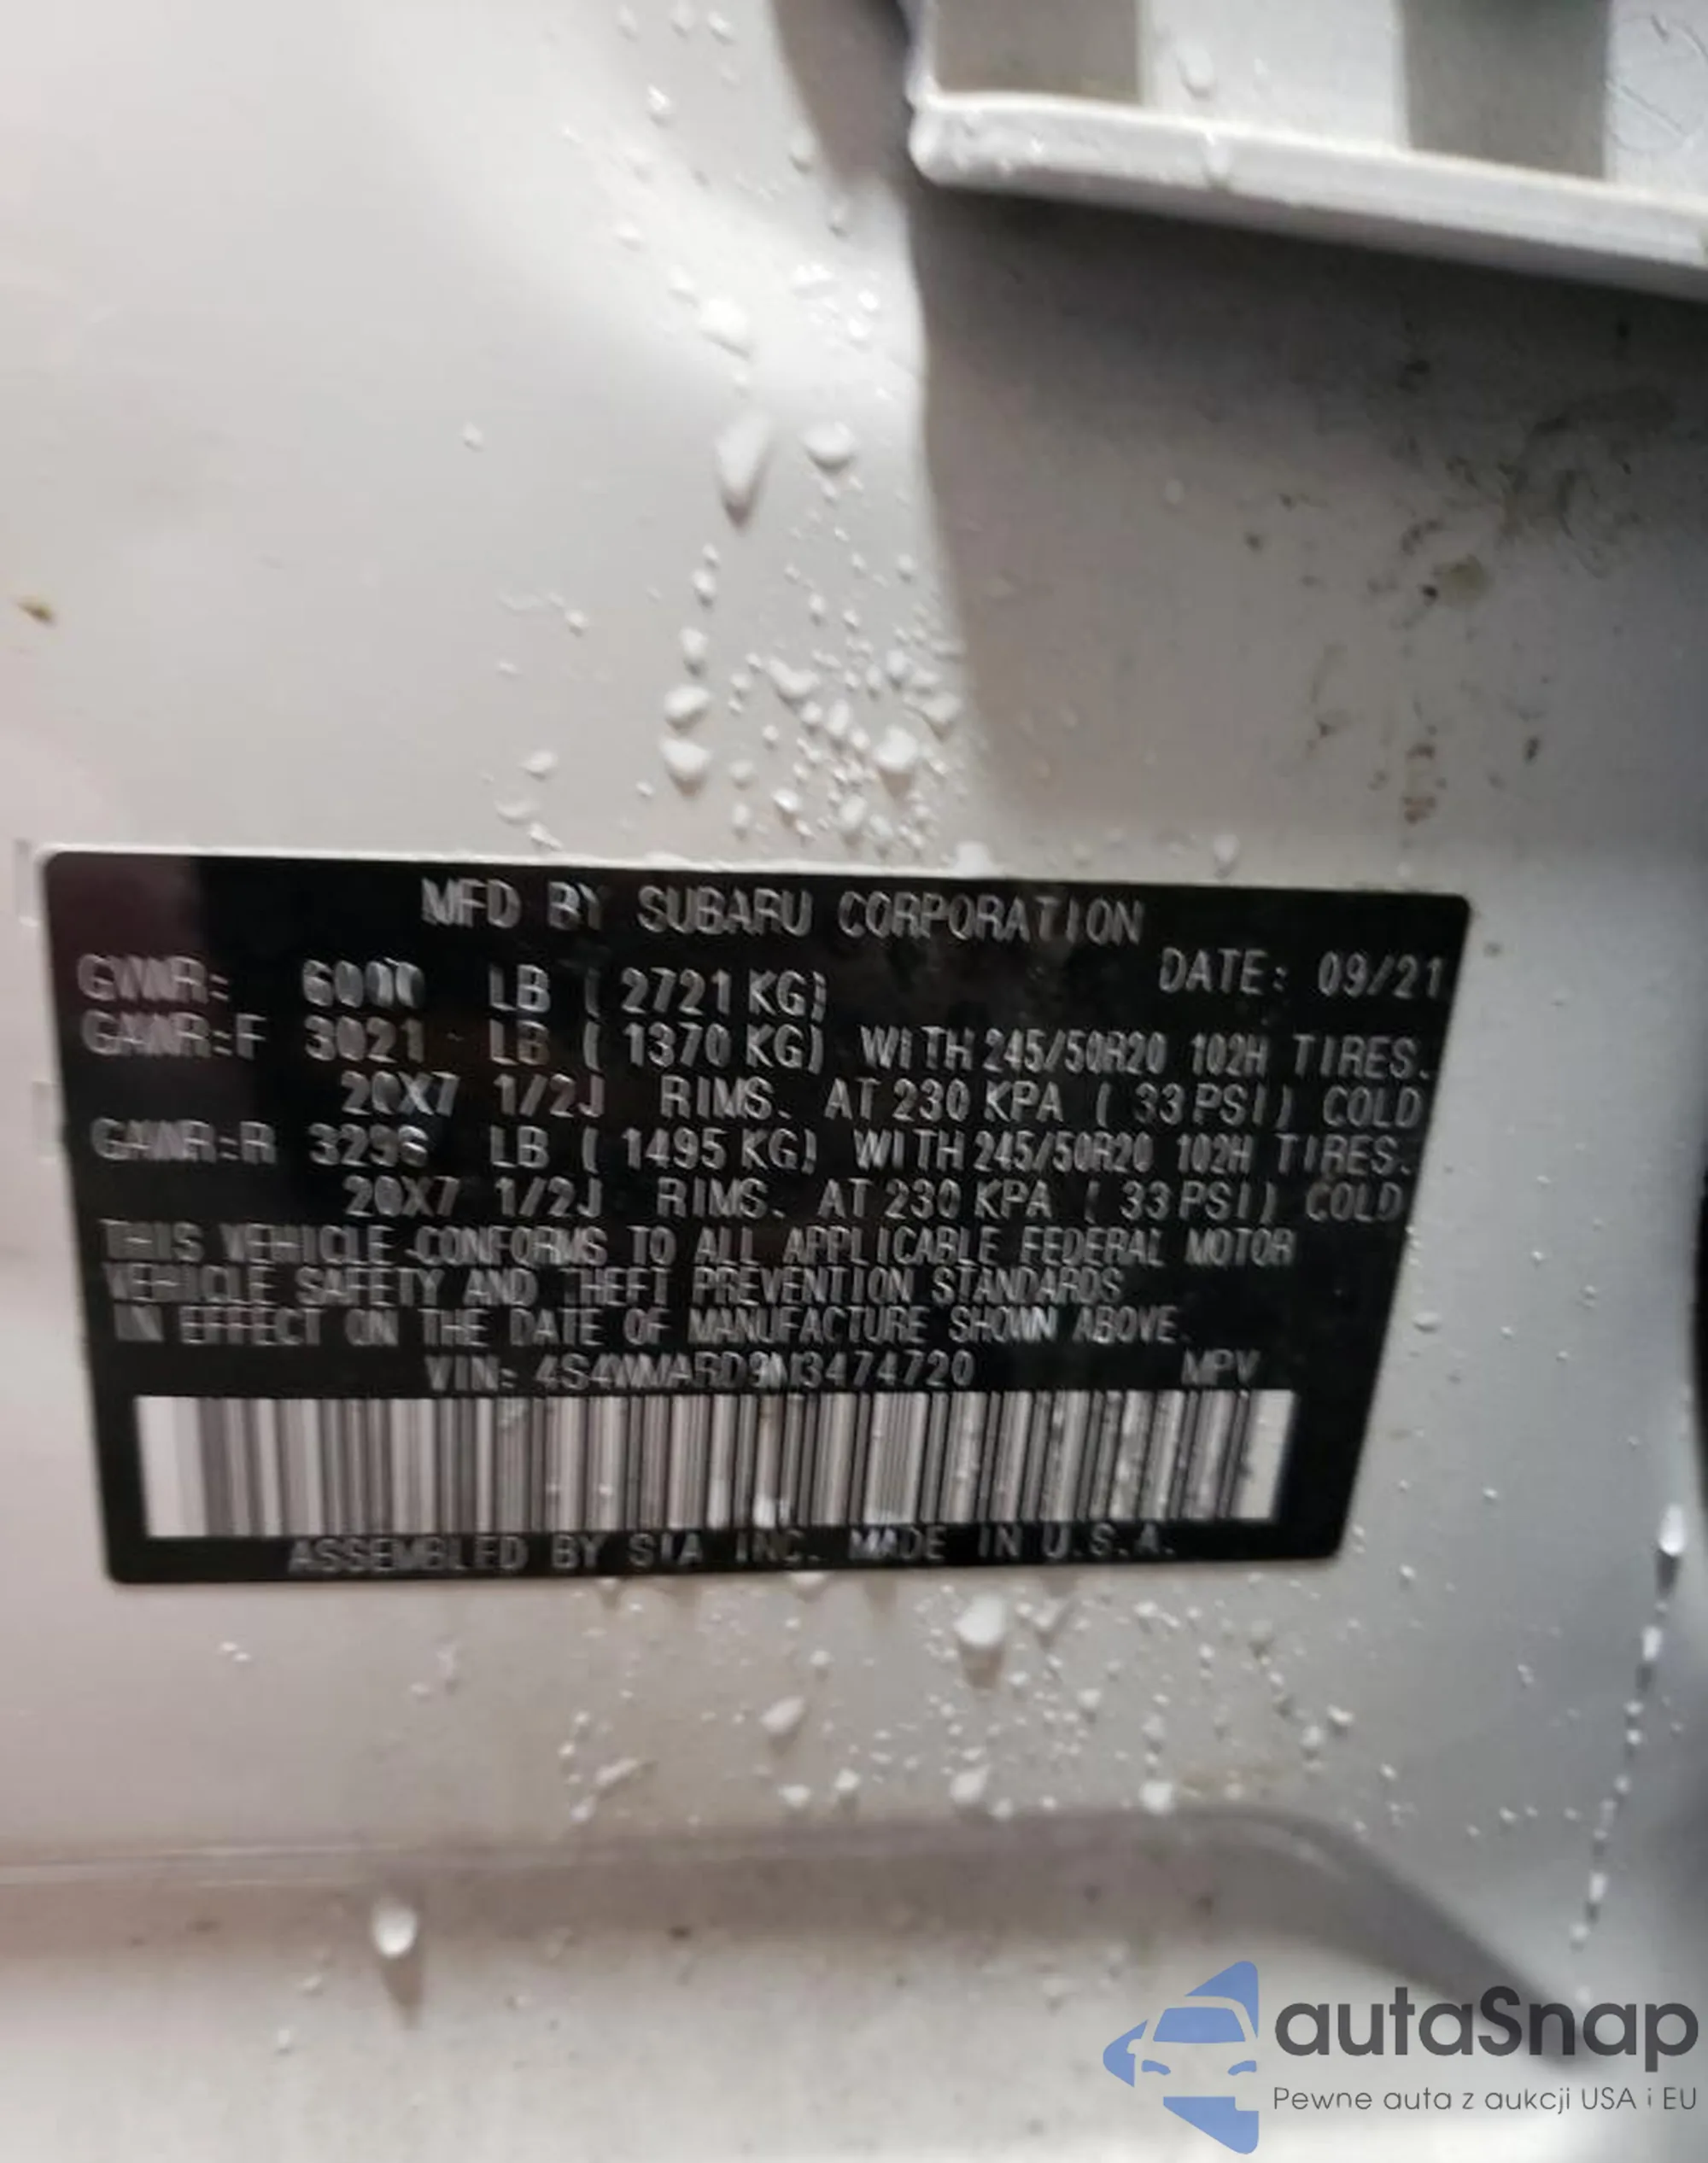 MFD BY SUBARU CORPORATION
DATE: 09/21
GVWR: 6000 LB ( 2721 KG)
GAWR:F 3021 LB ( 1370 KG) WITH 245/50R20 102H TIRES.
20X7 1/2J RIMS. AT 230 KPA ( 33 PSI) COLD
GAWR:R 3296 LB ( 1495 KG) WITH 245/50R20 102H TIRES.
20X7 1/2J RIMS. AT 230 KPA ( 33 PSI) COLD
THIS VEHICLE CONFORMS TO ALL APPLICABLE FEDERAL MOTOR
VEHICLE SAFETY AND THEFT PREVENTION STANDARDS
IN EFFECT ON THE DATE OF MANUFACTURE SHOWN ABOVE.
VIN: 4S4WMARD9N3474720 MPV
ASSEMBLED BY SIA INC. MADE IN U.S.A.
autaSnap
Pewne auta z aukcji USA i EU